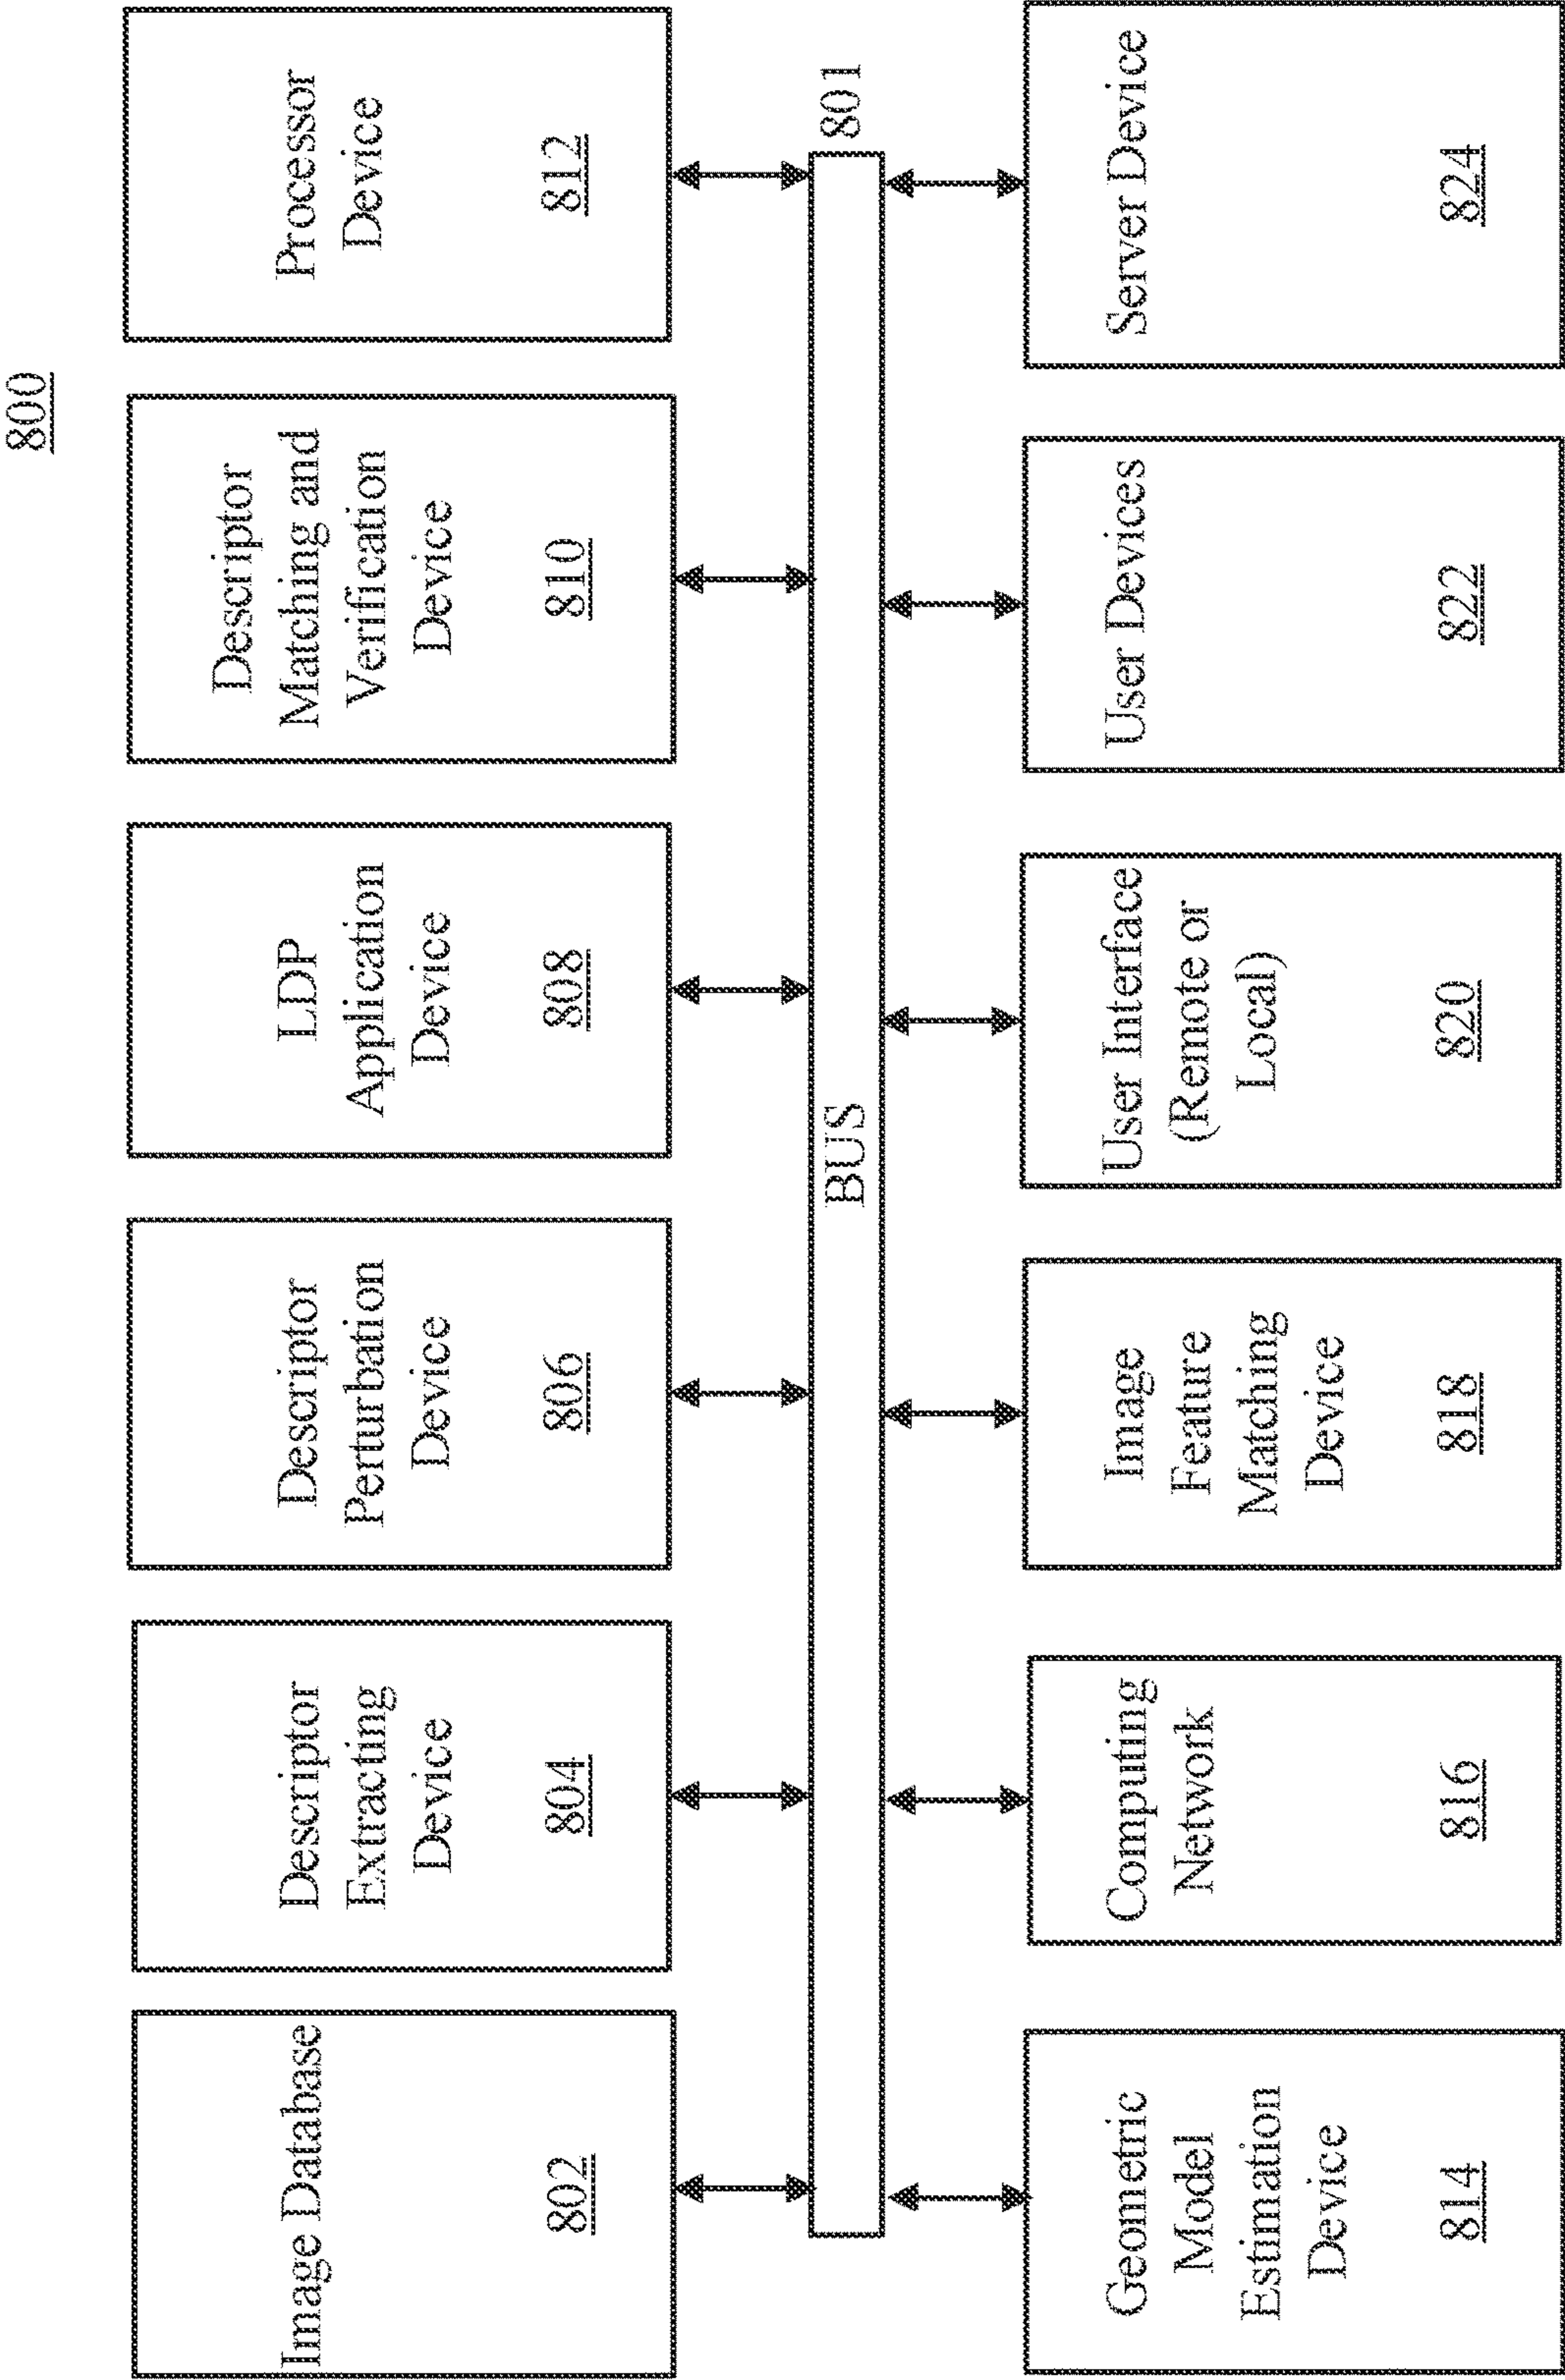 800
Image Database
802
Descriptor
Extracting
Device
804
Descriptor
Perturbation
Device
806
LDP
Application
Device
808
Descriptor
Matching and
Verification
Device
810
Processor
Device
812
BUS
801
Geometric
Model
Estimation
Device
814
Computing
Network
816
Image
Feature
Matching
Device
818
User Interface
(Remote or
Local)
820
User Devices
822
Server Device
824